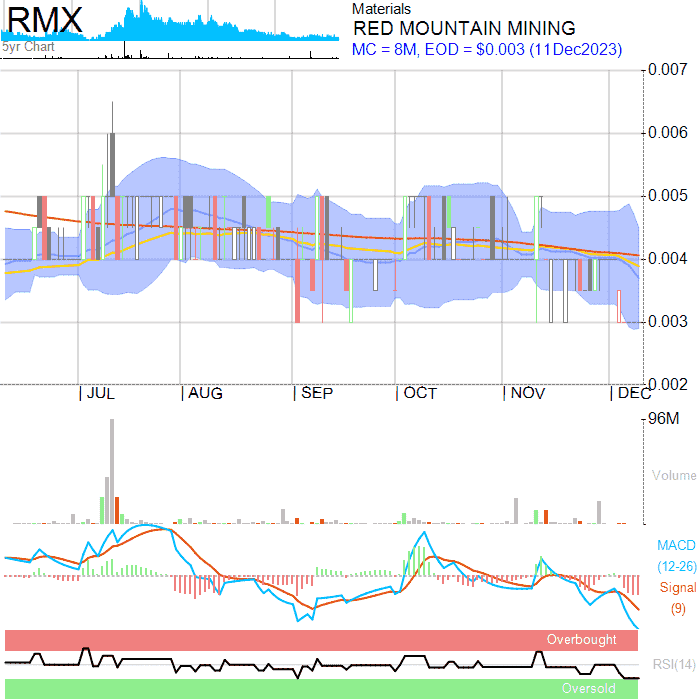 RMX
5yr Chart
Materials
RED MOUNTAIN MINING
MC = 8M, EOD = $0.003 (11Dec2023)
0.007
0.006
0.005
0.004
0.003
0.002
JUL AUG SEP OCT NOV DEC
96M
Volume
MACD
(12-26)
Signal
(9)
Overbought
RSI(14)
Oversold